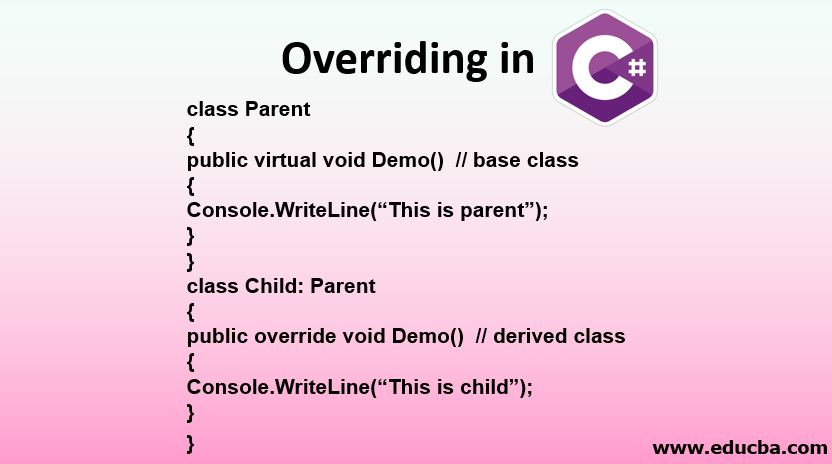 Overriding in C#
class Parent
{
public virtual void Demo()  // base class
{
Console.WriteLine(“This is parent”);
}
}
class Child: Parent
{
public override void Demo()  // derived class
{
Console.WriteLine(“This is child”);
}
}
www.educba.com